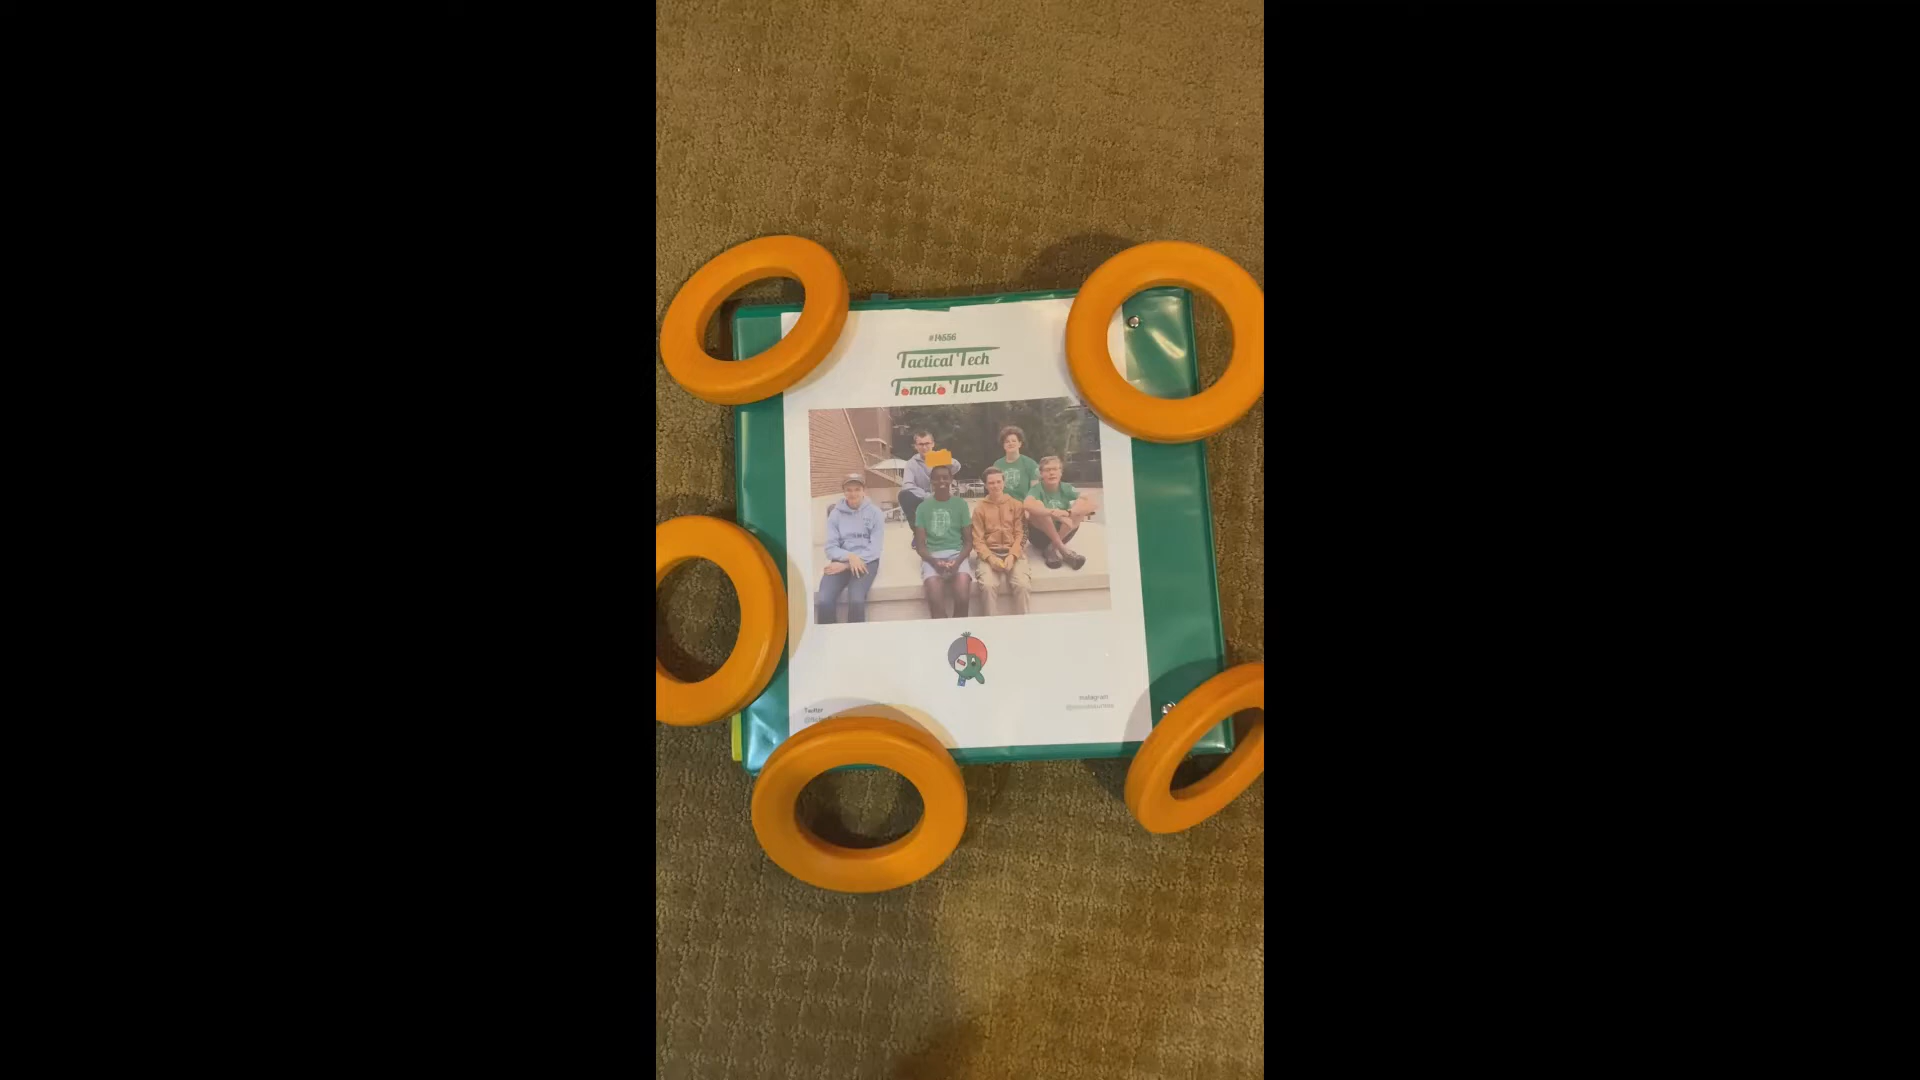 #14556
Tactical Tech
Tomato Turtles
Twitter
Instagram